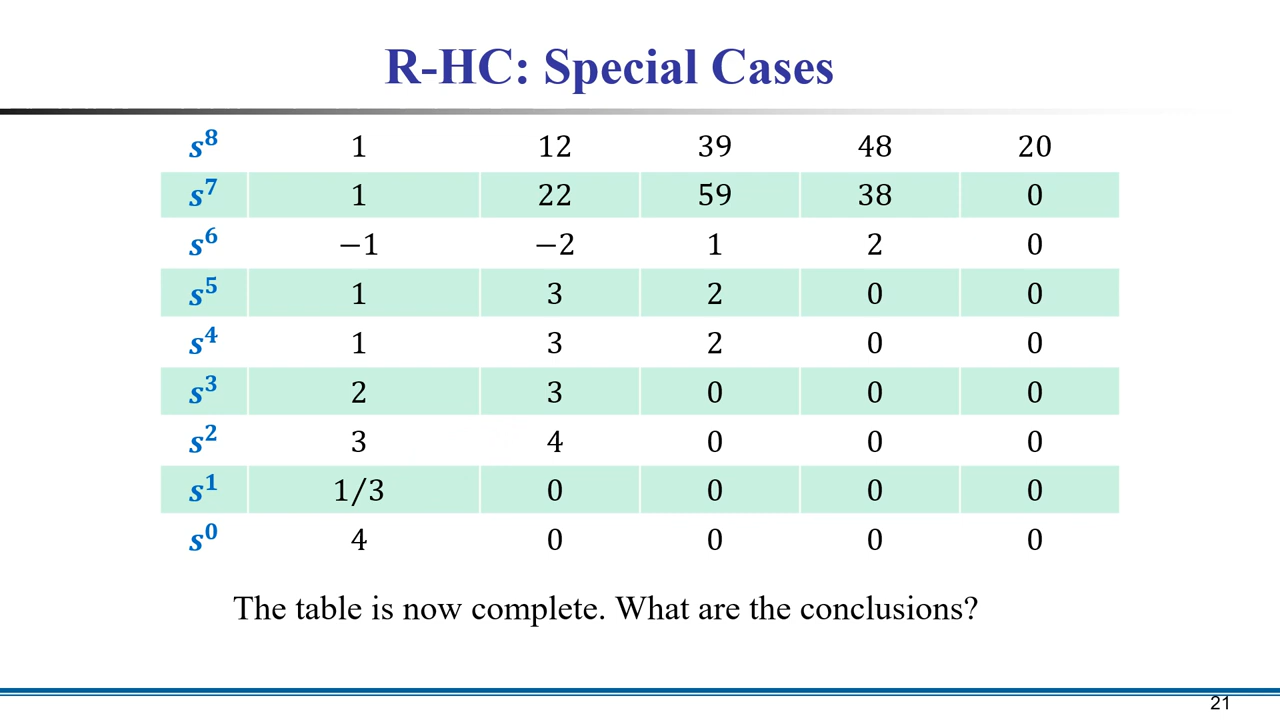 R-HC: Special Cases
s⁸ 1 12 39 48 20
s⁷ 1 22 59 38 0
s⁶ −1 −2 1 2 0
s⁵ 1 3 2 0 0
s⁴ 1 3 2 0 0
s³ 2 3 0 0 0
s² 3 4 0 0 0
s¹ 1/3 0 0 0 0
s⁰ 4 0 0 0 0
The table is now complete. What are the conclusions?
21